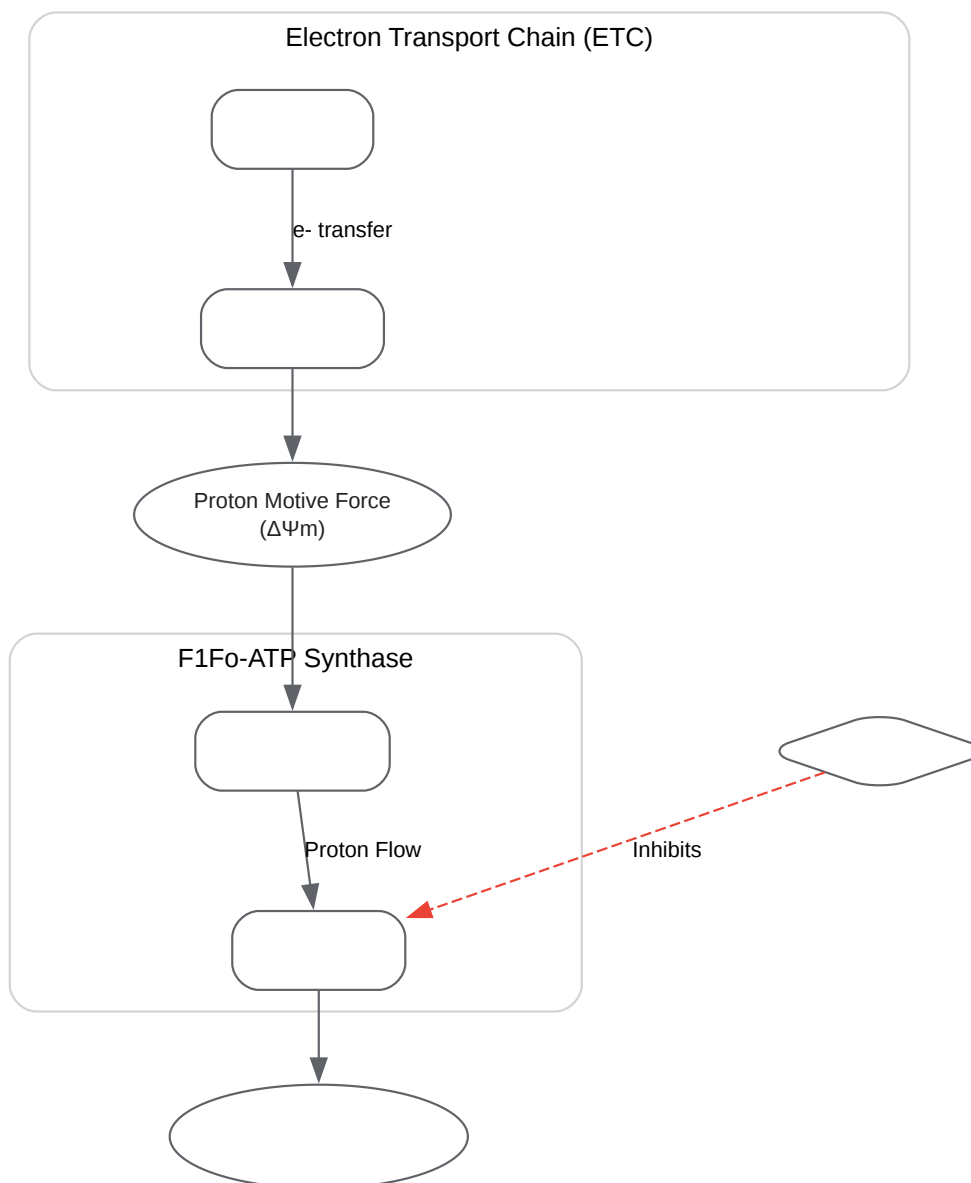 Electron Transport Chain (ETC)
e- transfer
Proton Motive Force
(ΔΨm)
F1Fo-ATP Synthase
Proton Flow
Inhibits